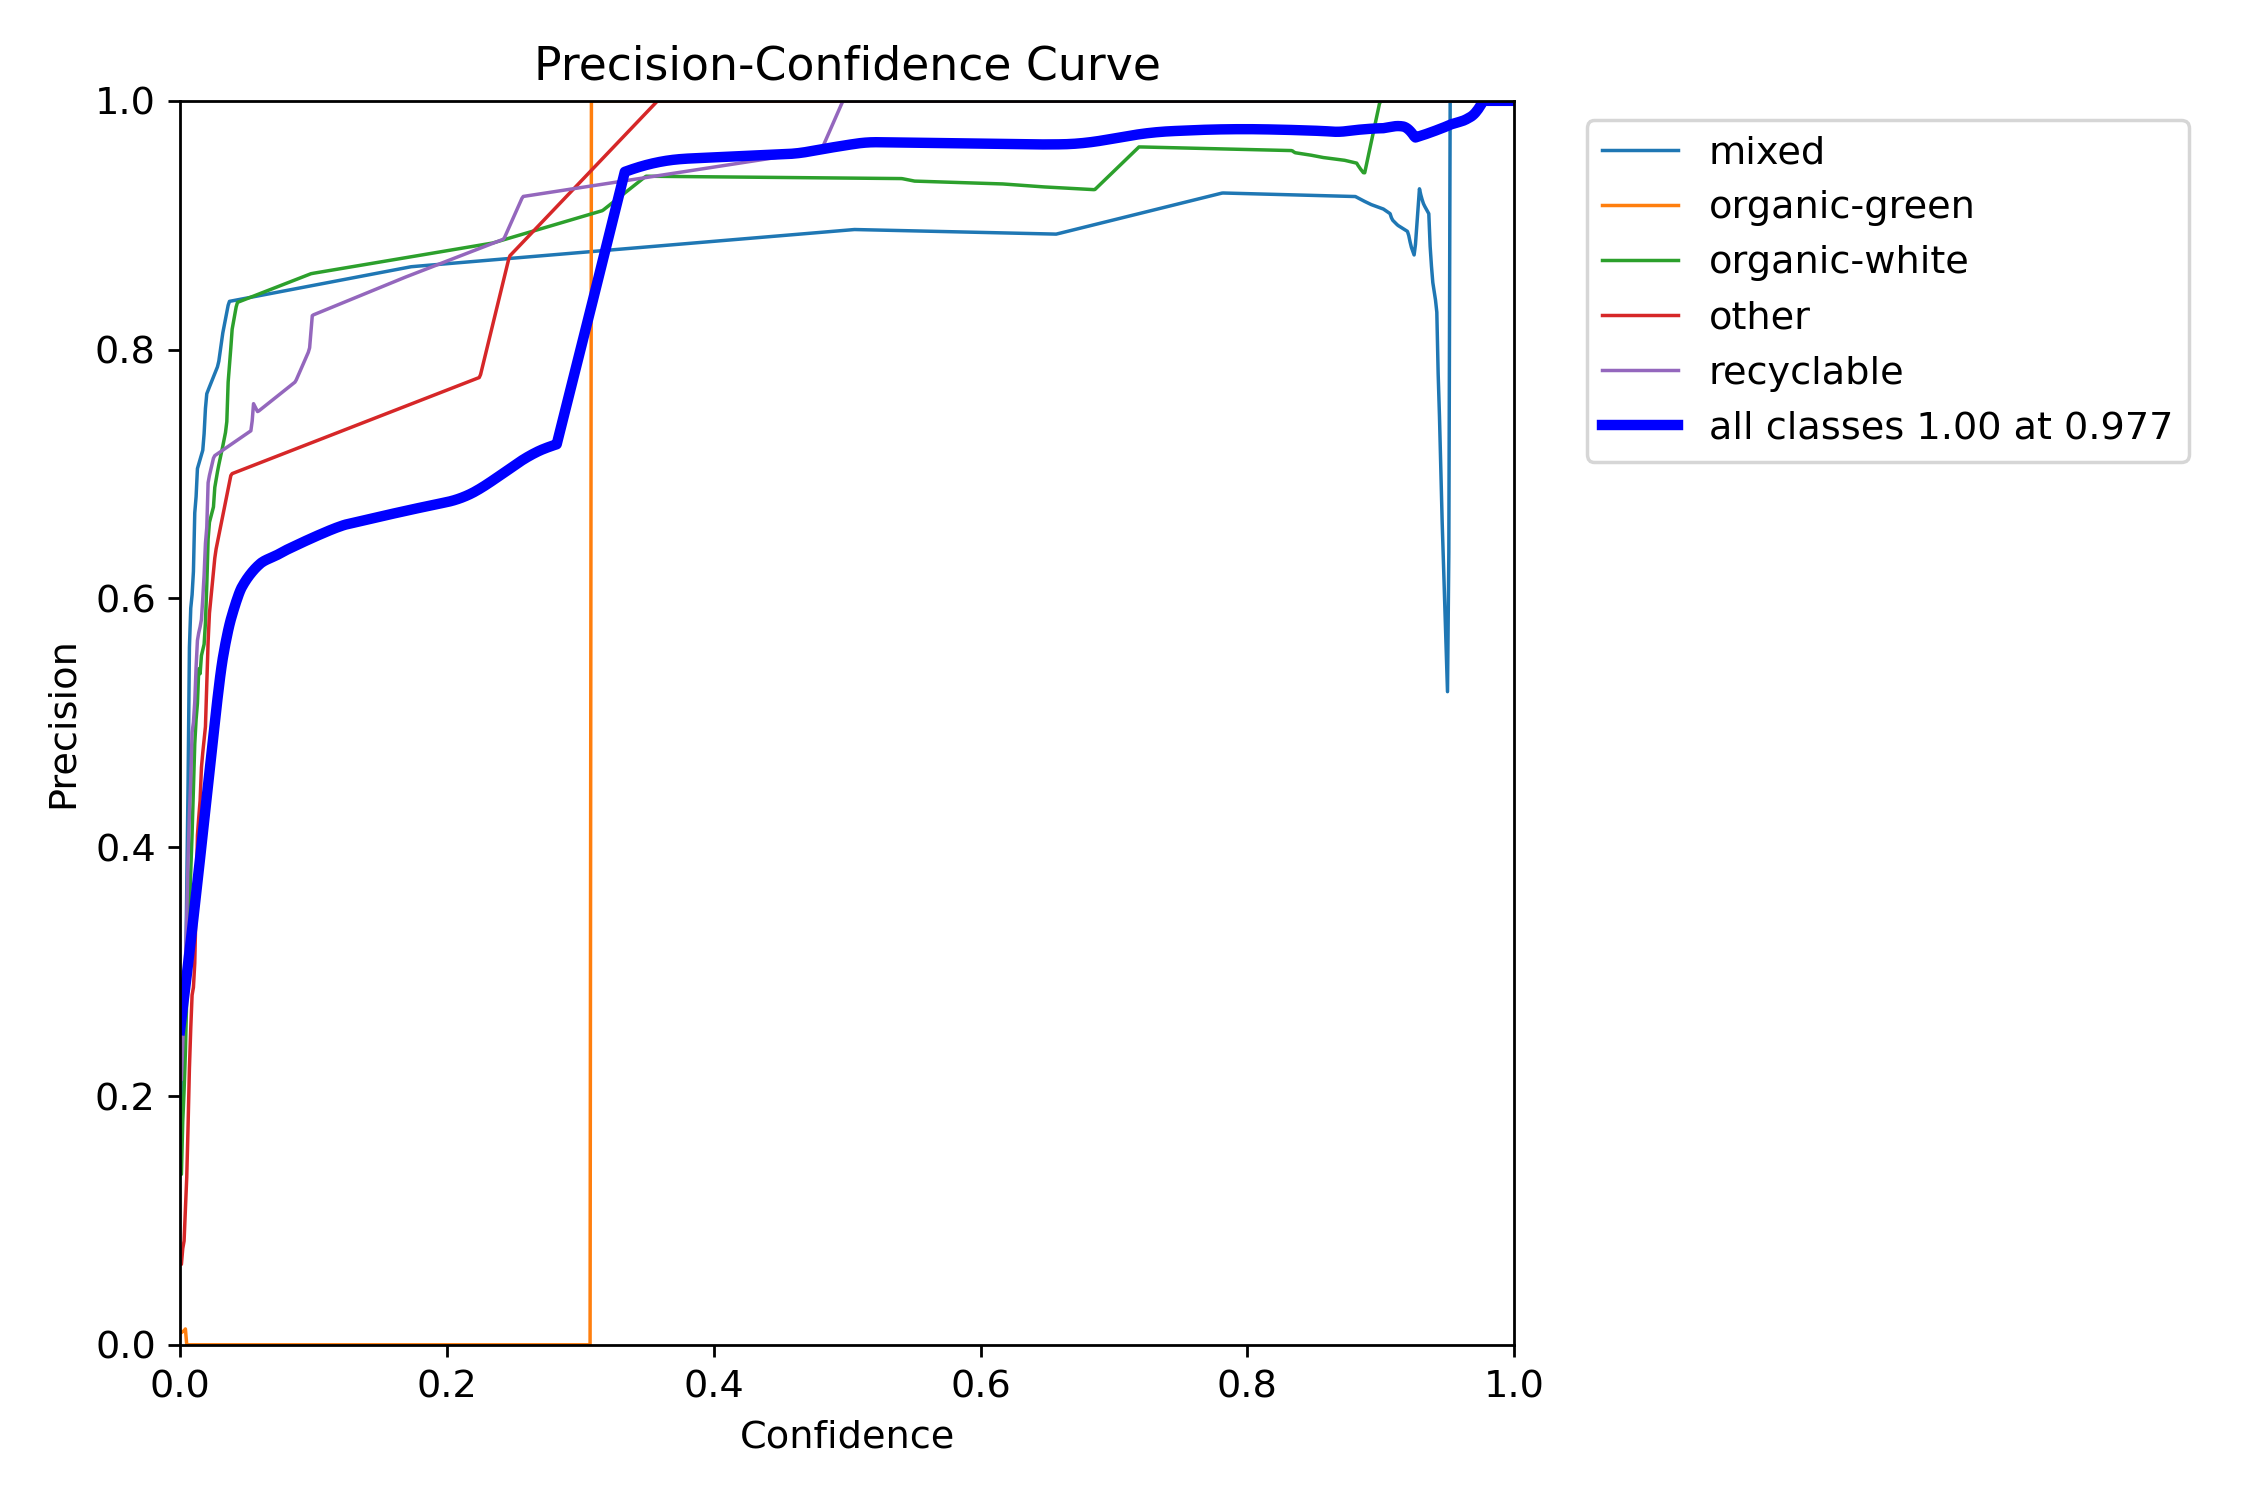 Precision-Confidence Curve
1.0
0.8
0.6
0.4
0.2
0.0
Precision
0.0 0.2 0.4 0.6 0.8 1.0
Confidence
mixed
organic-green
organic-white
other
recyclable
all classes 1.00 at 0.977